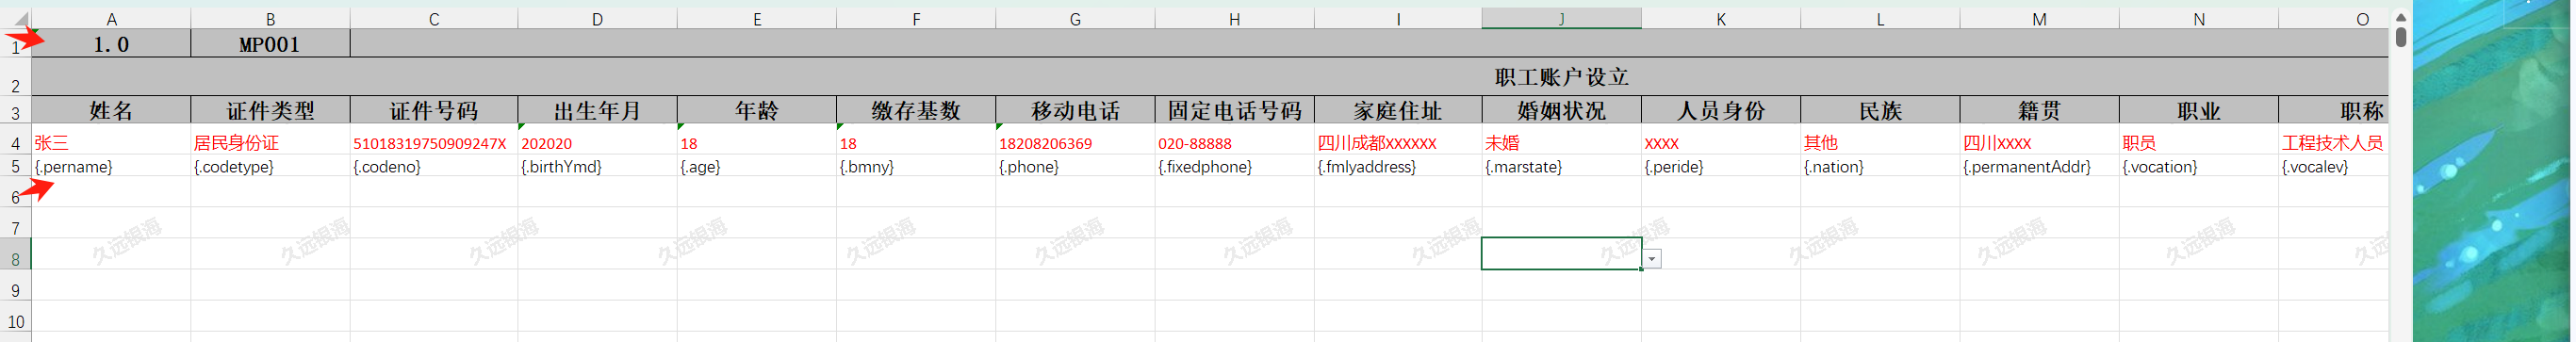 A B C D E F G H I J K L M N O
1 1.0 MP001
2 职工账户设立
3 姓名 证件类型 证件号码 出生年月 年龄 缴存基数 移动电话 固定电话号码 家庭住址 婚姻状况 人员身份 民族 籍贯 职业 职称
4 张三 居民身份证 51018319750909247X 202020 18 18 18208206369 020-88888 四川成都XXXXXX 未婚 XXXX 其他 四川XXXX 职员 工程技术人员
5 {.pername} {.codetype} {.codeno} {.birthYmd} {.age} {.bmny} {.phone} {.fixedphone} {.fmlyaddress} {.marstate} {.peride} {.nation} {.permanentAddr} {.vocation} {.vocalev}
6
7
久远银海 久远银海 久远银海 久远银海 久远银海 久远银海 久远银海 久远银海 久远银海 久远银海 久远银海 久远银海 久远
8
9
10